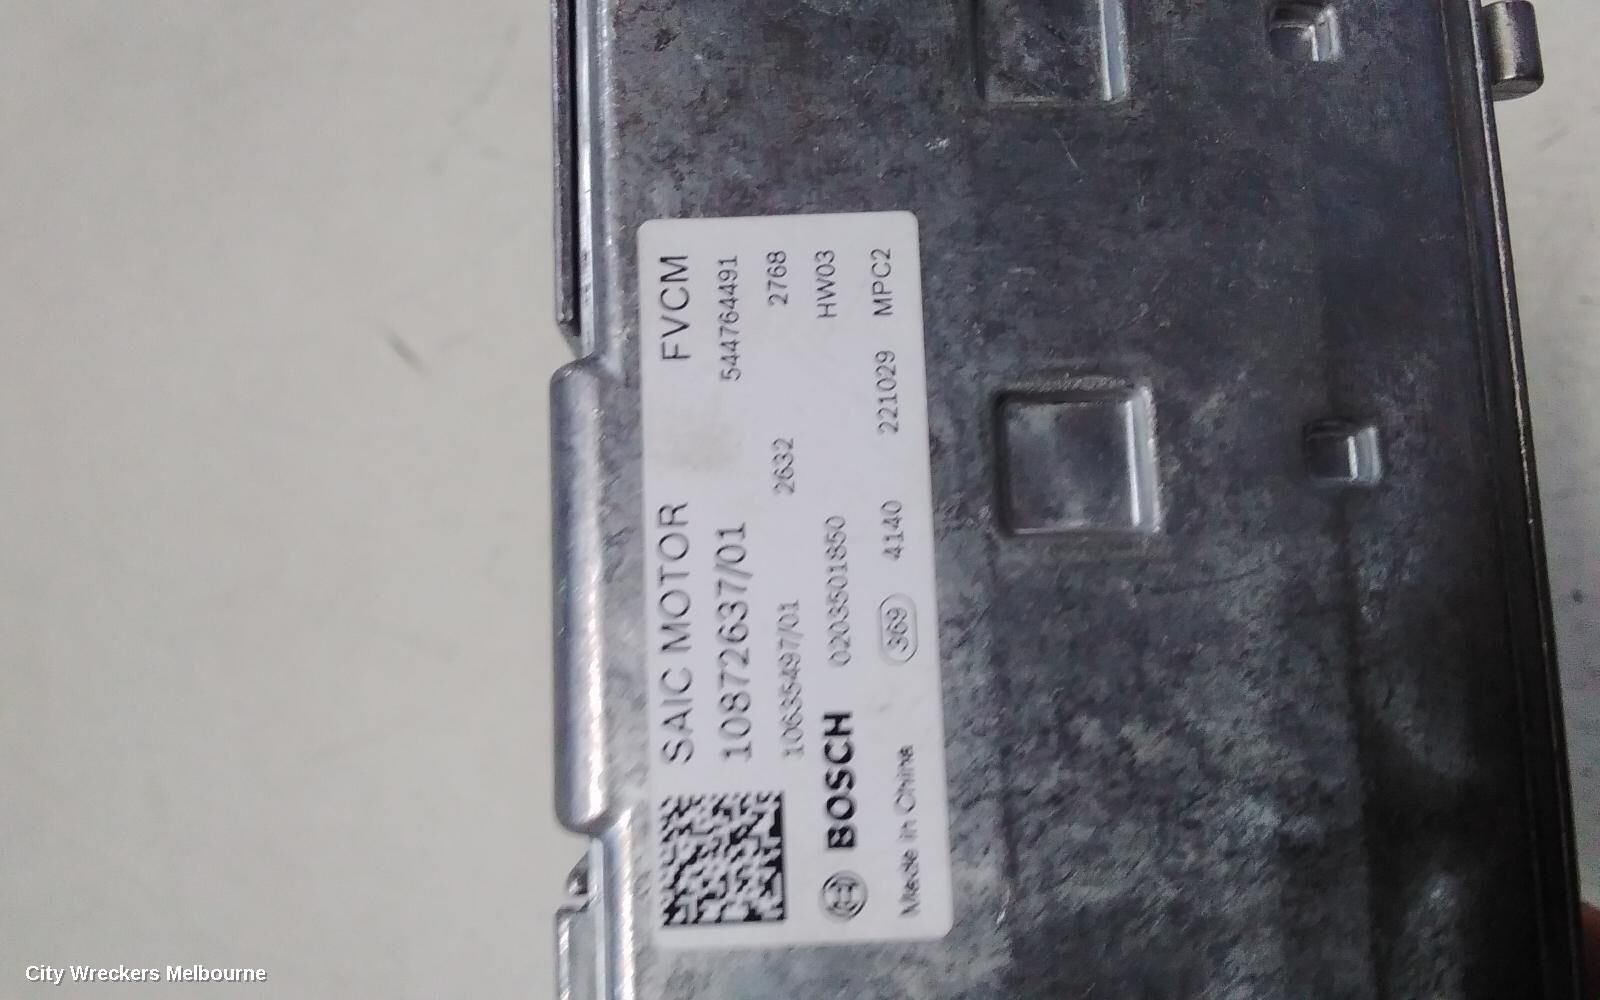 SAIC MOTOR FVCM
10872637/01 544764491
10635497/01 2632 2768
BOSCH 0203501850 HW03
Made in China 369 4140 221029 MPC2
City Wreckers Melbourne